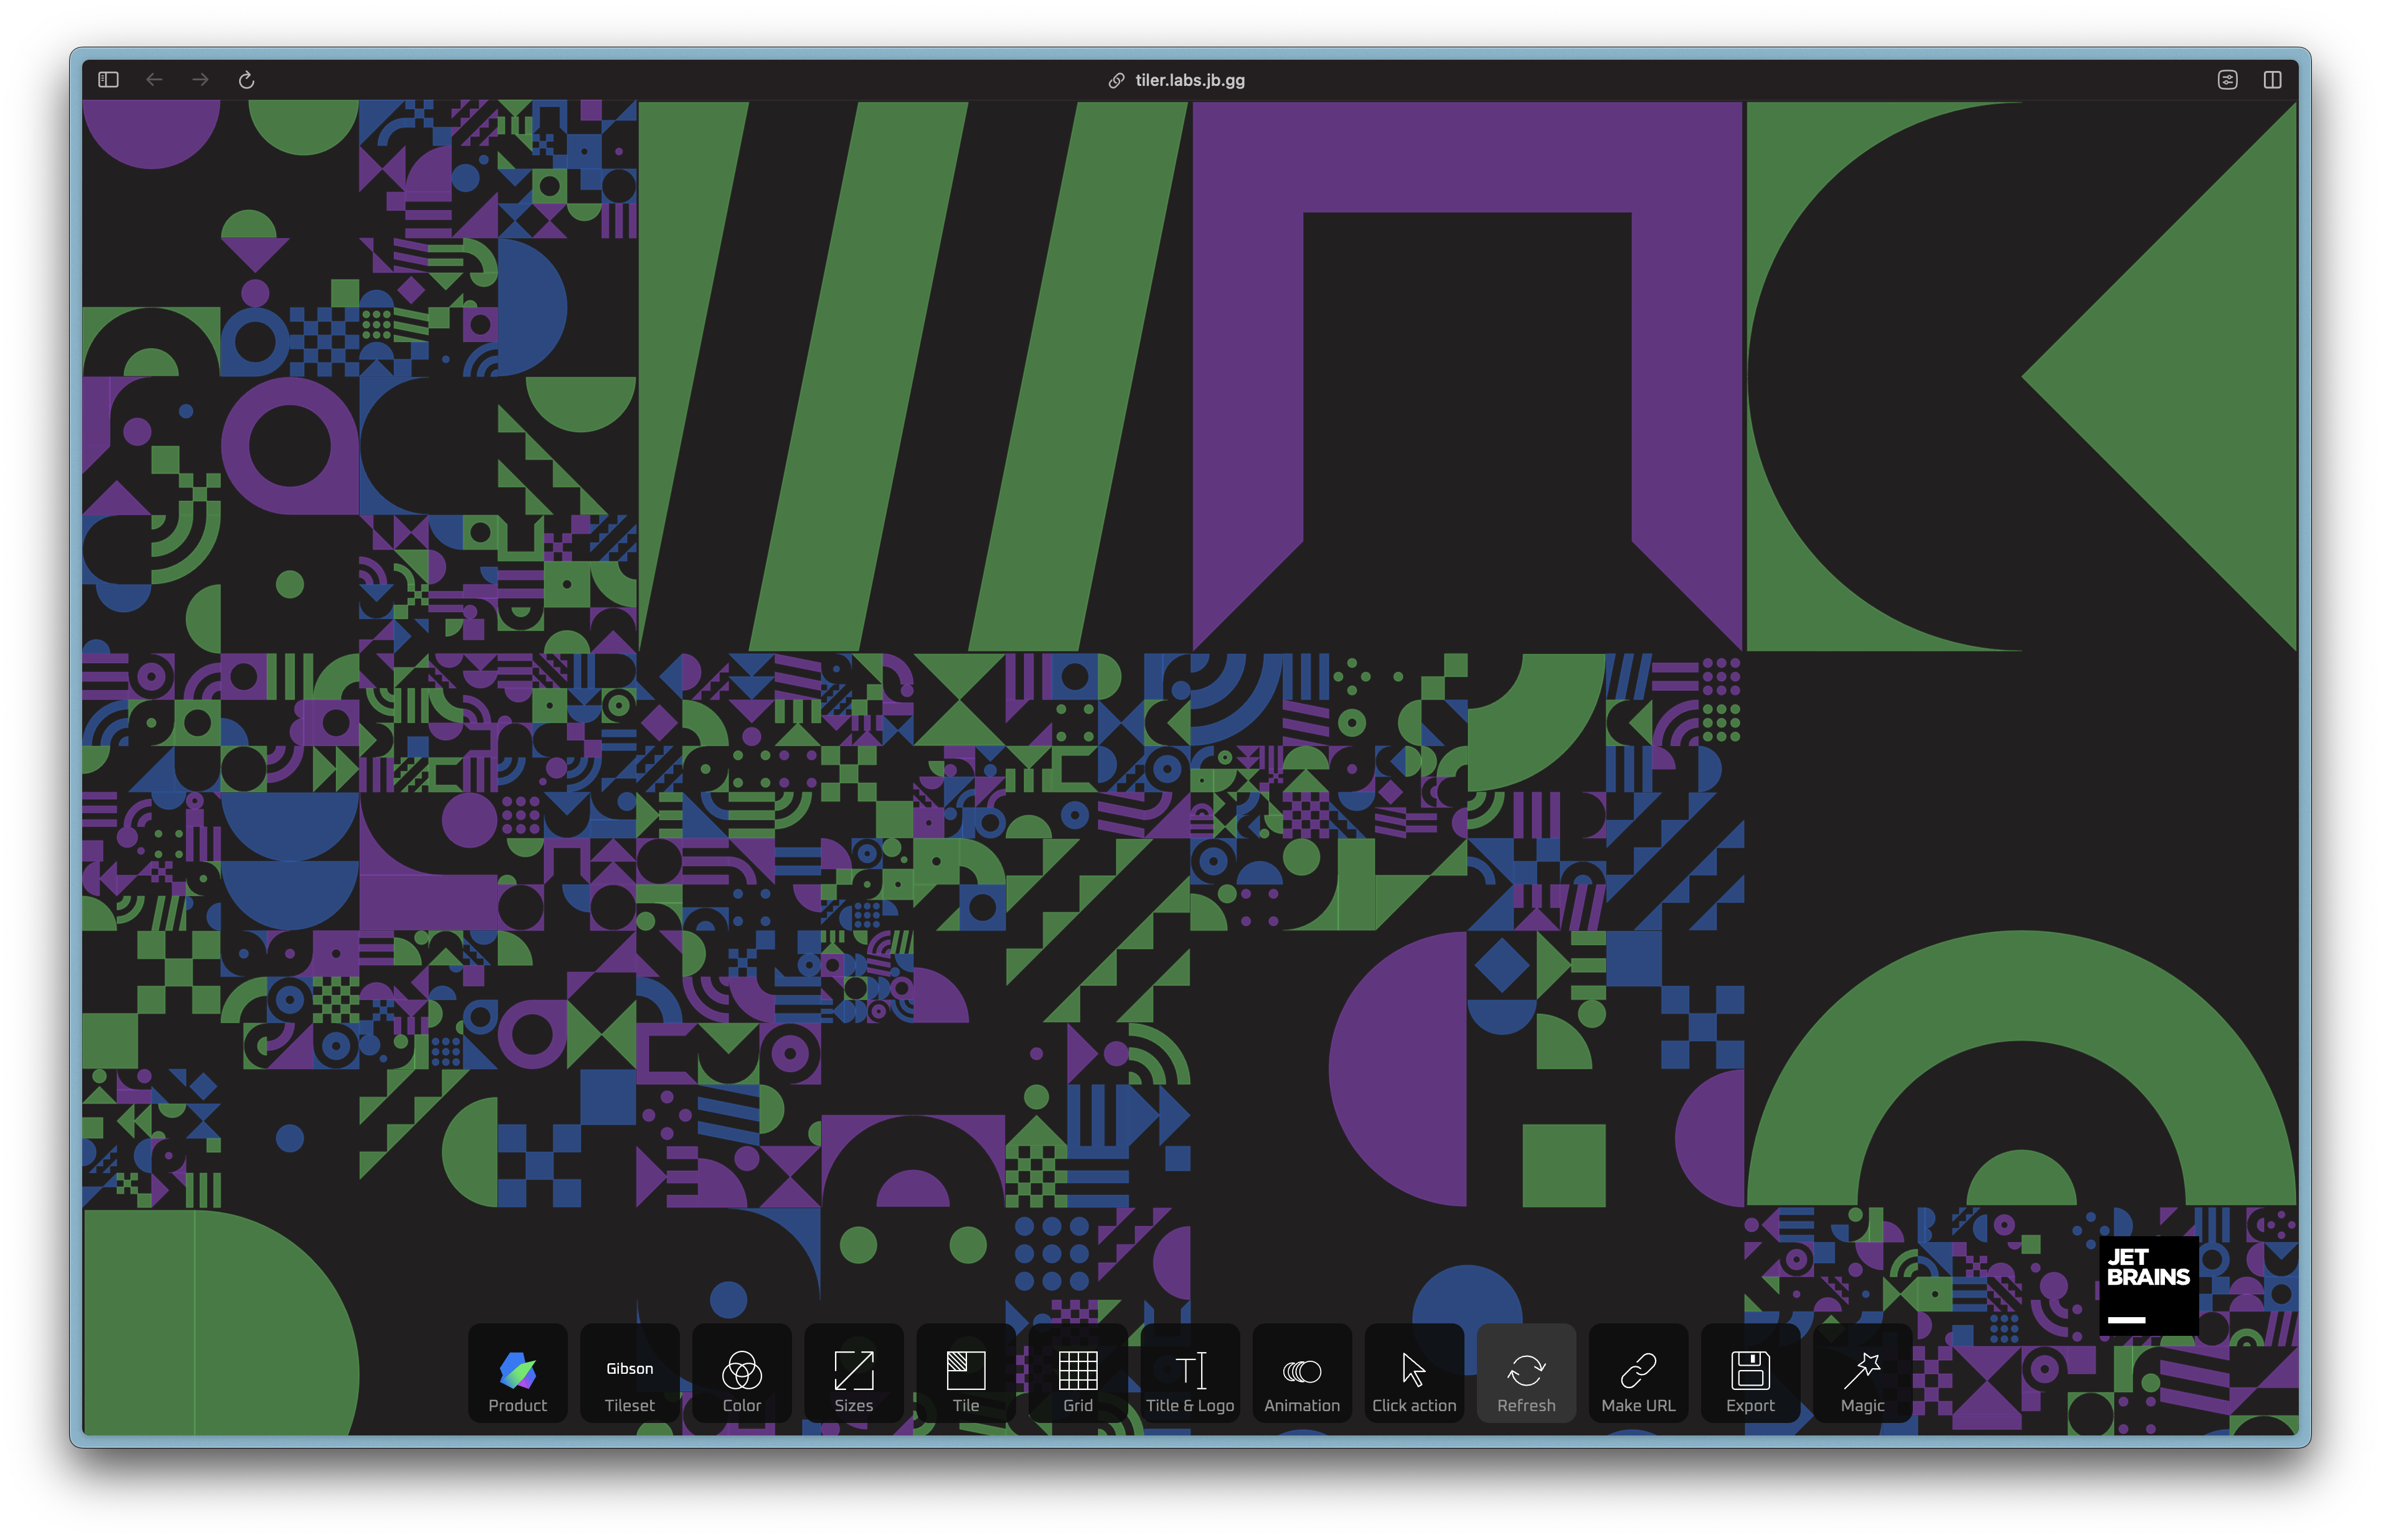 tiler.labs.jb.gg
JET
BRAINS
Gibson
Product
Tileset
Color
Sizes
Tile
Grid
Title & Logo
Animation
Click action
Refresh
Make URL
Export
Magic